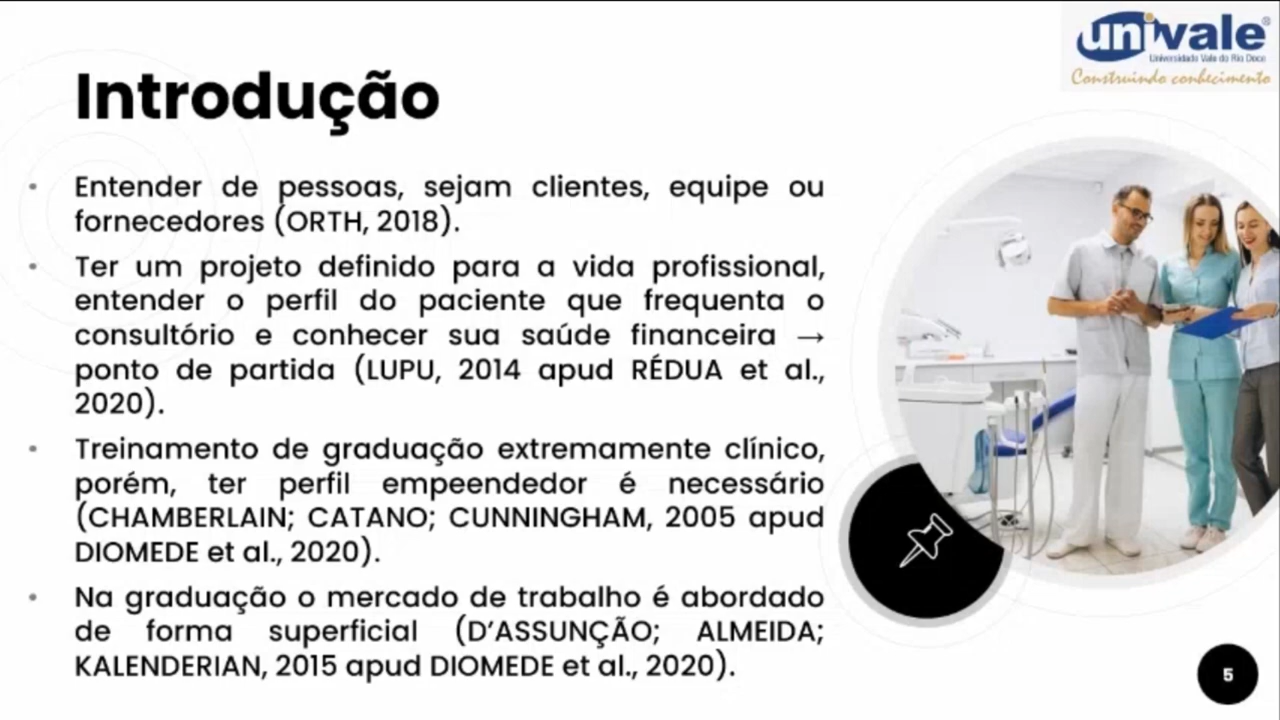 univale®
Universidade Vale do Rio Doce
Construindo conhecimento
Introdução
• Entender de pessoas, sejam clientes, equipe ou
fornecedores (ORTH, 2018).
• Ter um projeto definido para a vida profissional,
entender o perfil do paciente que frequenta o
consultório e conhecer sua saúde financeira →
ponto de partida (LUPU, 2014 apud RÉDUA et al.,
2020).
• Treinamento de graduação extremamente clínico,
porém, ter perfil empeendedor é necessário
(CHAMBERLAIN; CATANO; CUNNINGHAM, 2005 apud
DIOMEDE et al., 2020).
• Na graduação o mercado de trabalho é abordado
de forma superficial (D’ASSUNÇÃO; ALMEIDA;
KALENDERIAN, 2015 apud DIOMEDE et al., 2020).
5